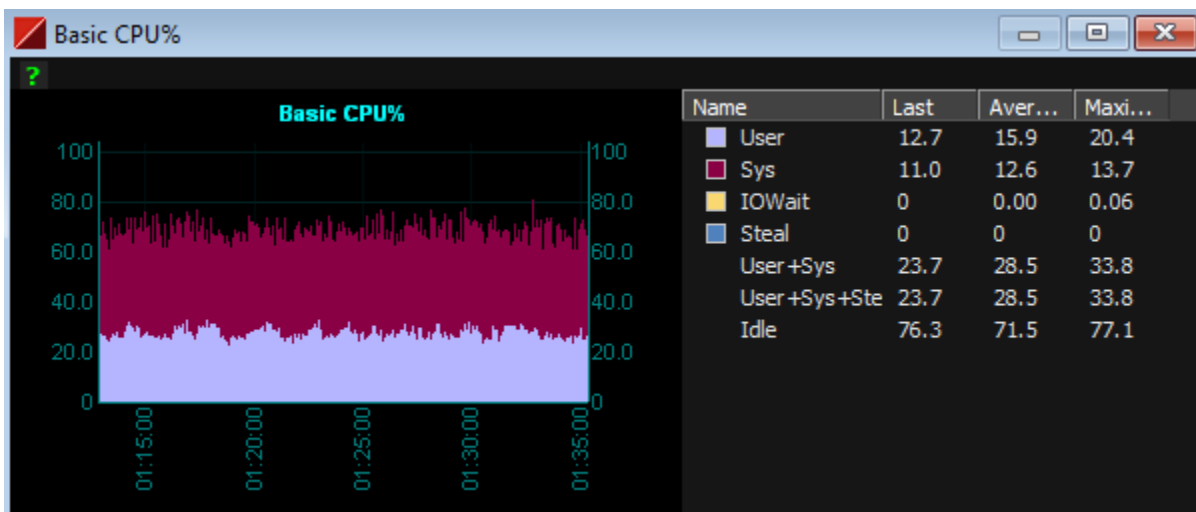 Basic CPU%
?
Basic CPU%
100
80.0
60.0
40.0
20.0
0
100
80.0
60.0
40.0
20.0
0
01:15:00
01:20:00
01:25:00
01:30:00
01:35:00
Name Last Aver... Maxi...
User 12.7 15.9 20.4
Sys 11.0 12.6 13.7
IOWait 0 0.00 0.06
Steal 0 0 0
User+Sys 23.7 28.5 33.8
User+Sys+Ste 23.7 28.5 33.8
Idle 76.3 71.5 77.1